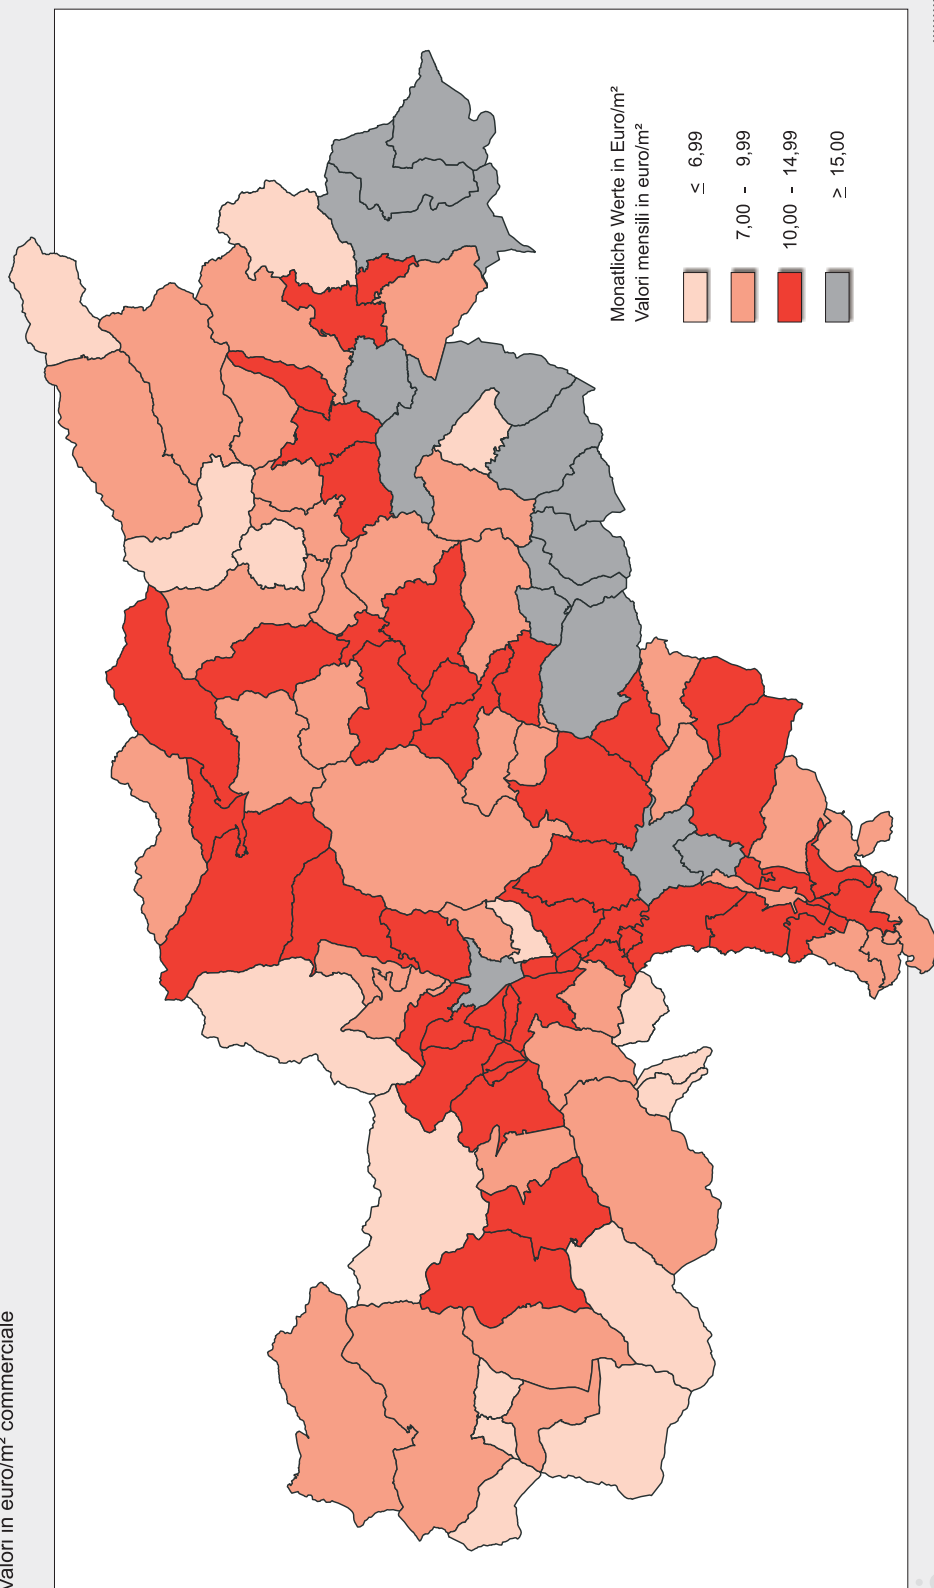 Valori in euro/m² commerciale
Monatliche Werte in Euro/m²
Valori mensili in euro/m²
≤ 6,99
7,00 - 9,99
10,00 - 14,99
≥ 15,00